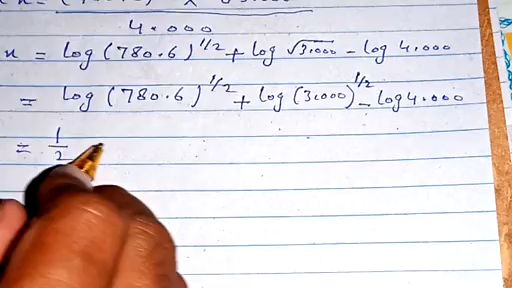 4.000
x = log (780.6)^1/2 + log √3.000 - log 4.000
= log (780.6)^1/2 + log (3.000)^1/2 - log 4.000
= 1/2